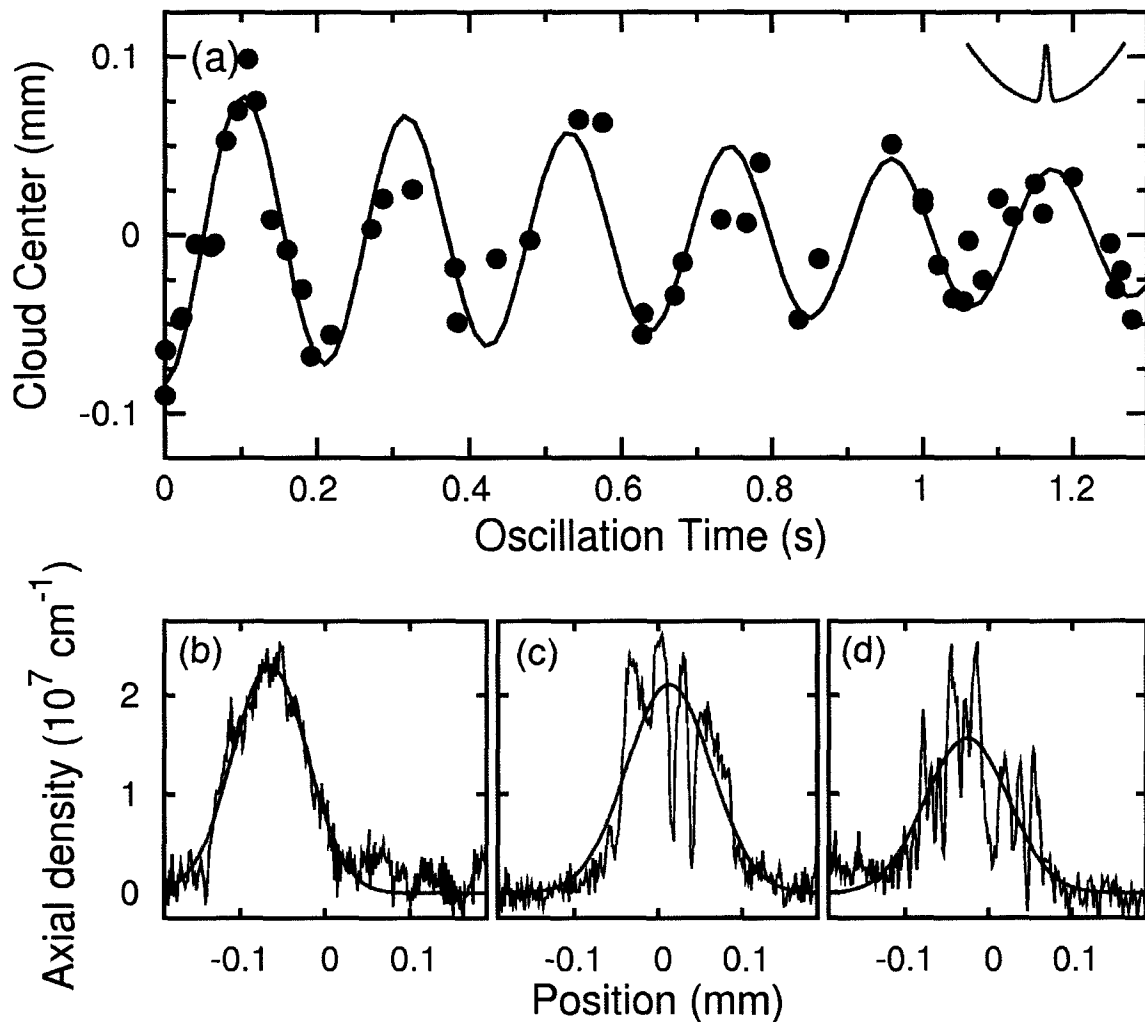 (a)
Cloud Center (mm)
0.1
0
-0.1
0 0.2 0.4 0.6 0.8 1 1.2
Oscillation Time (s)
Axial density (10⁷ cm⁻¹)
(b) (c) (d)
2
1
0
-0.1 0 0.1 -0.1 0 0.1 -0.1 0 0.1
Position (mm)